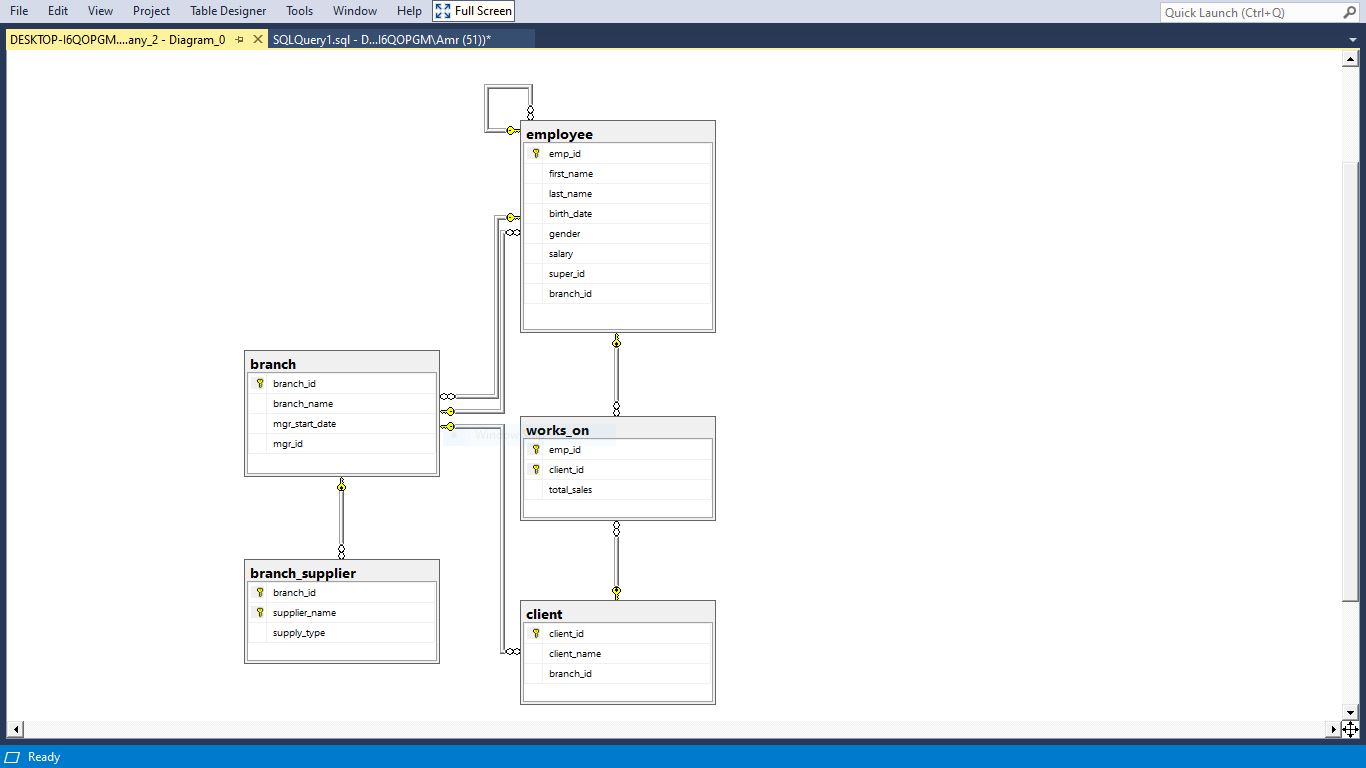 File Edit View Project Table Designer Tools Window Help Full Screen
Quick Launch (Ctrl+Q)
DESKTOP-I6QOPGM....any_2 - Diagram_0
SQLQuery1.sql - D...I6QOPGM\Amr (51))*
employee
emp_id
first_name
last_name
birth_date
gender
salary
super_id
branch_id
branch
branch_id
branch_name
mgr_start_date
mgr_id
works_on
emp_id
client_id
total_sales
branch_supplier
branch_id
supplier_name
supply_type
client
client_id
client_name
branch_id
Ready